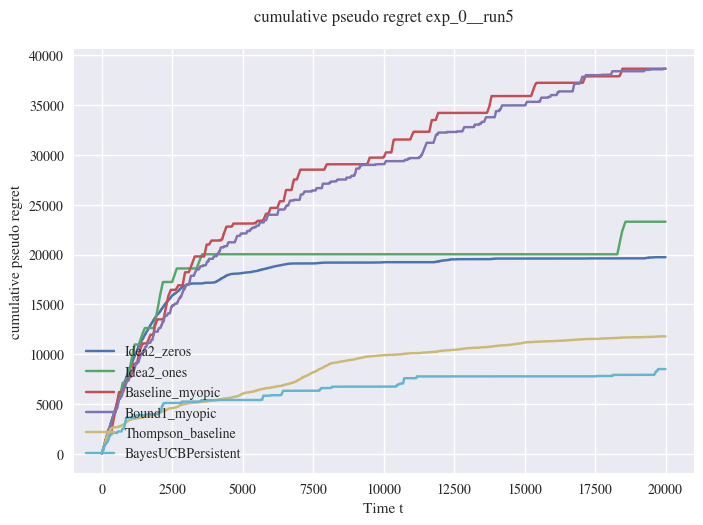 cumulative pseudo regret exp_0__run5
cumulative pseudo regret
40000
35000
30000
25000
20000
15000
10000
5000
0
Idea2_zeros
Idea2_ones
Baseline_myopic
Bound1_myopic
Thompson_baseline
BayesUCBPersistent
0 2500 5000 7500 10000 12500 15000 17500 20000
Time t